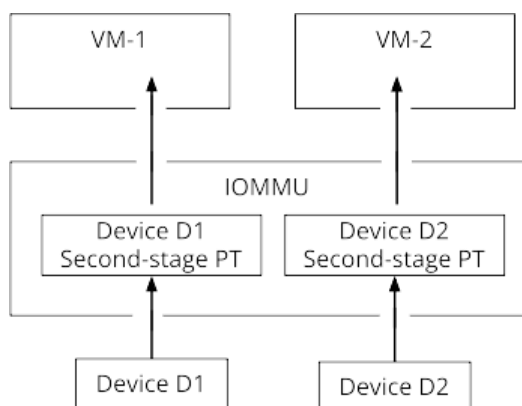 VM-1
VM-2
IOMMU
Device D1
Second-stage PT
Device D2
Second-stage PT
Device D1
Device D2